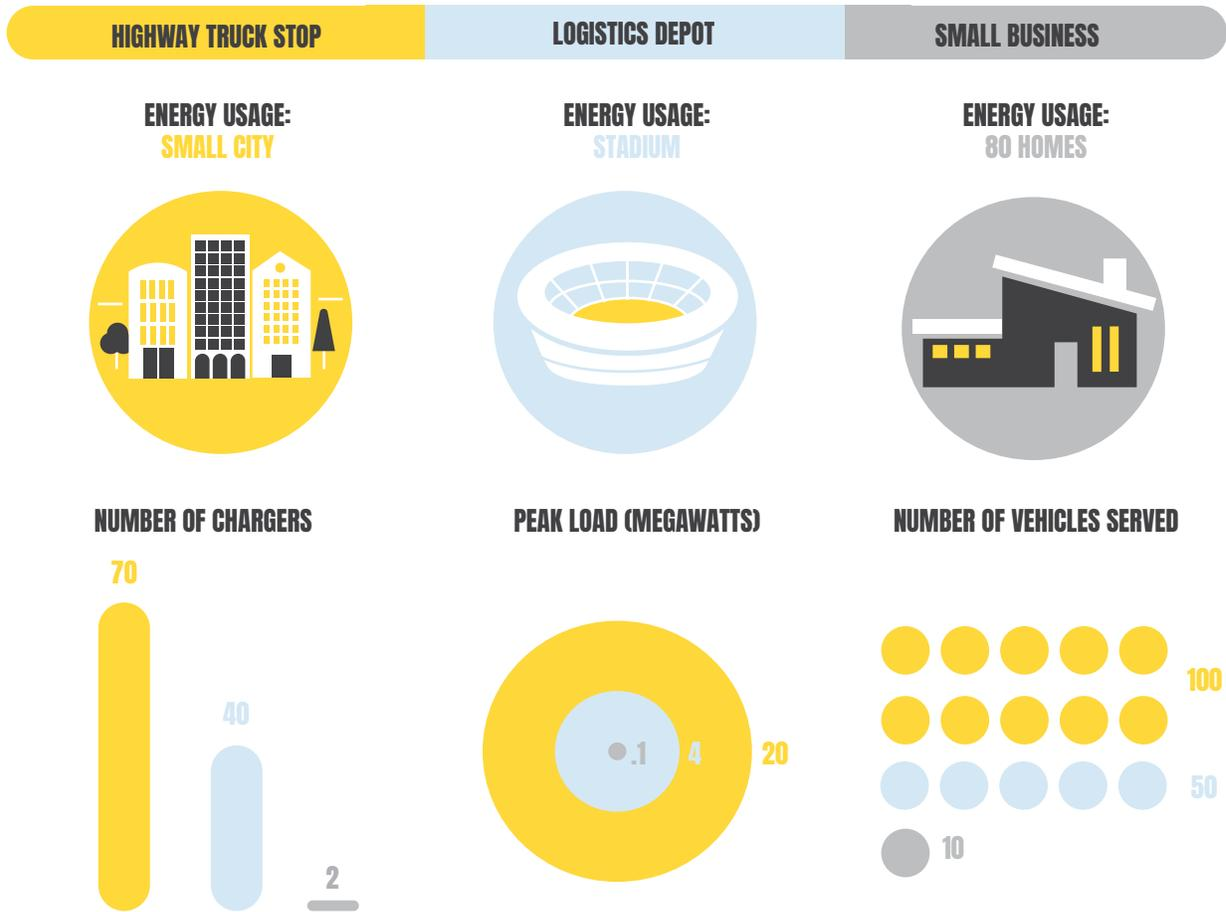 HIGHWAY TRUCK STOP
LOGISTICS DEPOT
SMALL BUSINESS
ENERGY USAGE:
SMALL CITY
ENERGY USAGE:
STADIUM
ENERGY USAGE:
80 HOMES
NUMBER OF CHARGERS
70
40
2
PEAK LOAD (MEGAWATTS)
.1
4
20
NUMBER OF VEHICLES SERVED
100
50
10